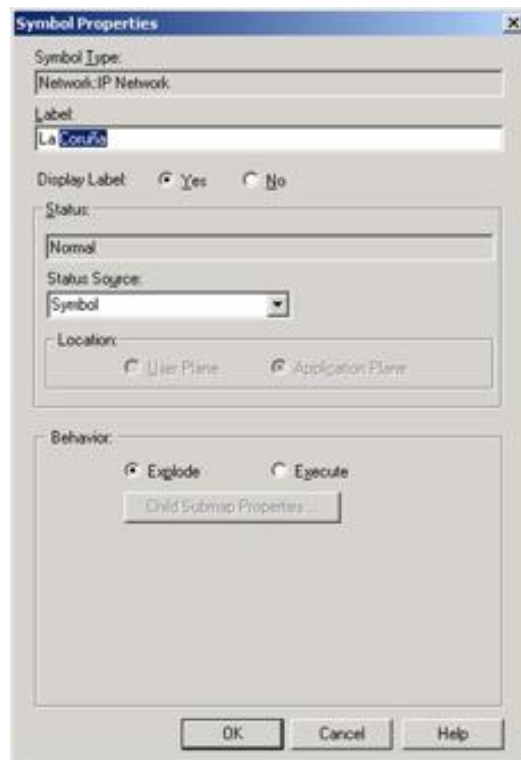 Symbol Properties
Symbol Type:
Network:IP Network
Label:
La Coruña
Display Label: Yes No
Status:
Normal
Status Source:
Symbol
Location:
User Plane Application Plane
Behavior:
Explode Execute
Child Submap Properties ...
OK Cancel Help